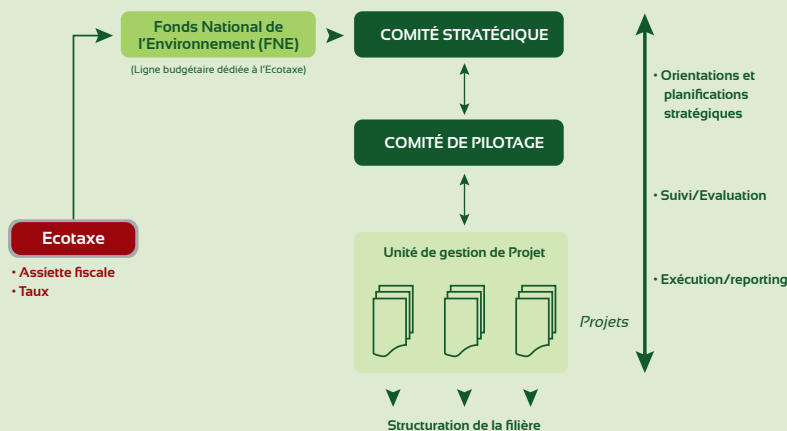 Fonds National de
l'Environnement (FNE)
(Ligne budgétaire dédiée à l'Ecotaxe)
COMITÉ STRATÉGIQUE
• Orientations et
planifications
stratégiques
COMITÉ DE PILOTAGE
• Suivi/Evaluation
Ecotaxe
• Assiette fiscale
• Taux
Unité de gestion de Projet
• Exécution/reporting
Projets
Structuration de la filière